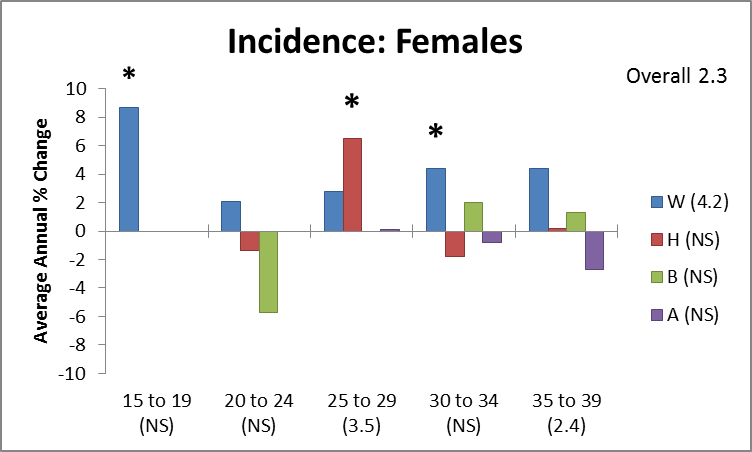 Incidence: Females
Overall 2.3
* * *
Average Annual % Change
10
8
6
4
2
0
-2
-4
-6
-8
-10
W (4.2)
H (NS)
B (NS)
A (NS)
15 to 19 20 to 24 25 to 29 30 to 34 35 to 39
(NS) (NS) (3.5) (NS) (2.4)